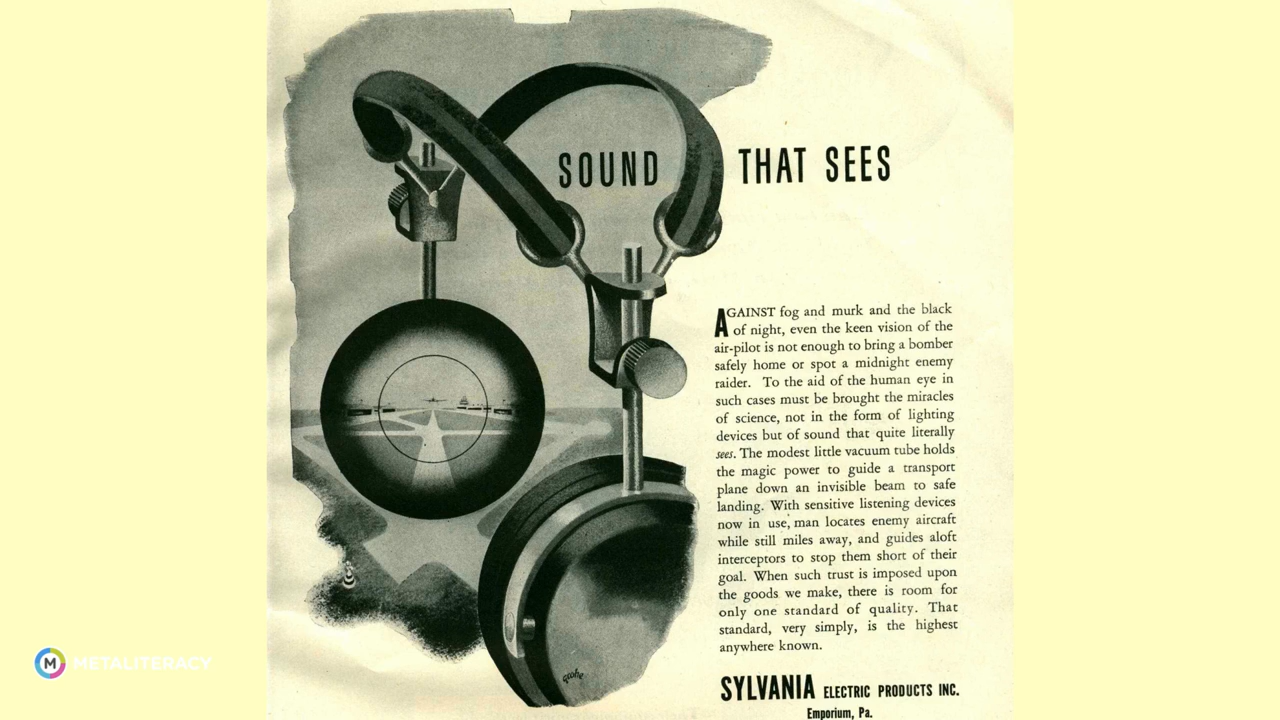 SOUND THAT SEES
AGAINST fog and murk and the black
of night, even the keen vision of the
air-pilot is not enough to bring a bomber
safely home or spot a midnight enemy
raider. To the aid of the human eye in
such cases must be brought the miracles
of science, not in the form of lighting
devices but of sound that quite literally
sees. The modest little vacuum tube holds
the magic power to guide a transport
plane down an invisible beam to safe
landing. With sensitive listening devices
now in use, man locates enemy aircraft
while still miles away, and guides aloft
interceptors to stop them short of their
goal. When such trust is imposed upon
the goods we make, there is room for
only one standard of quality. That
standard, very simply, is the highest
anywhere known.
SYLVANIA ELECTRIC PRODUCTS INC.
Emporium, Pa.
M METALITERACY